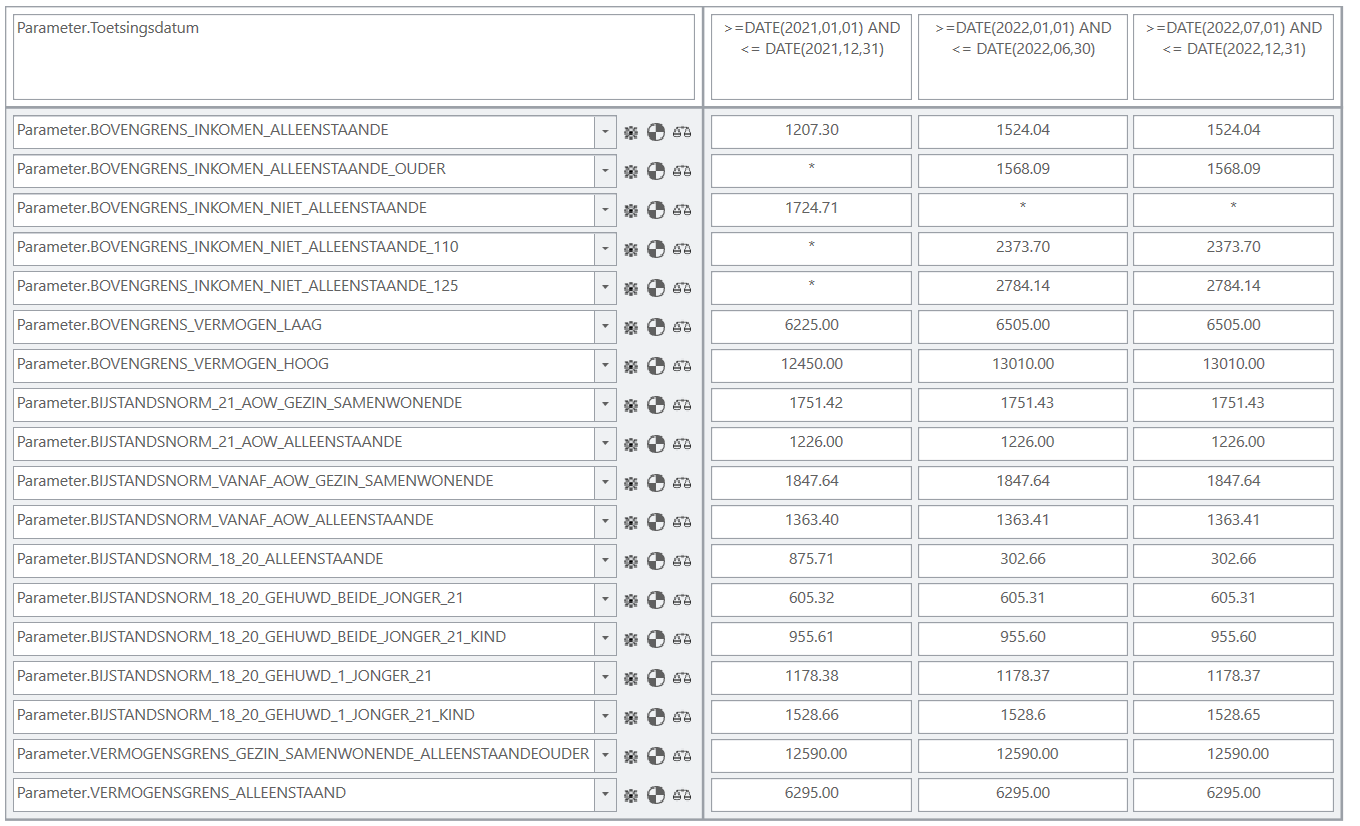 Parameter.Toetsingsdatum >=DATE(2021,01,01) AND >=DATE(2022,01,01) AND >=DATE(2022,07,01) AND
<= DATE(2021,12,31) <= DATE(2022,06,30) <= DATE(2022,12,31)
Parameter.BOVENGRENS_INKOMEN_ALLEENSTAANDE 1207.30 1524.04 1524.04
Parameter.BOVENGRENS_INKOMEN_ALLEENSTAANDE_OUDER * 1568.09 1568.09
Parameter.BOVENGRENS_INKOMEN_NIET_ALLEENSTAANDE 1724.71 * *
Parameter.BOVENGRENS_INKOMEN_NIET_ALLEENSTAANDE_110 * 2373.70 2373.70
Parameter.BOVENGRENS_INKOMEN_NIET_ALLEENSTAANDE_125 * 2784.14 2784.14
Parameter.BOVENGRENS_VERMOGEN_LAAG 6225.00 6505.00 6505.00
Parameter.BOVENGRENS_VERMOGEN_HOOG 12450.00 13010.00 13010.00
Parameter.BIJSTANDSNORM_21_AOW_GEZIN_SAMENWONENDE 1751.42 1751.43 1751.43
Parameter.BIJSTANDSNORM_21_AOW_ALLEENSTAANDE 1226.00 1226.00 1226.00
Parameter.BIJSTANDSNORM_VANAF_AOW_GEZIN_SAMENWONENDE 1847.64 1847.64 1847.64
Parameter.BIJSTANDSNORM_VANAF_AOW_ALLEENSTAANDE 1363.40 1363.41 1363.41
Parameter.BIJSTANDSNORM_18_20_ALLEENSTAANDE 875.71 302.66 302.66
Parameter.BIJSTANDSNORM_18_20_GEHUWD_BEIDE_JONGER_21 605.32 605.31 605.31
Parameter.BIJSTANDSNORM_18_20_GEHUWD_BEIDE_JONGER_21_KIND 955.61 955.60 955.60
Parameter.BIJSTANDSNORM_18_20_GEHUWD_1_JONGER_21 1178.38 1178.37 1178.37
Parameter.BIJSTANDSNORM_18_20_GEHUWD_1_JONGER_21_KIND 1528.66 1528.6 1528.65
Parameter.VERMOGENSGRENS_GEZIN_SAMENWONENDE_ALLEENSTAANDEOUDER 12590.00 12590.00 12590.00
Parameter.VERMOGENSGRENS_ALLEENSTAAND 6295.00 6295.00 6295.00